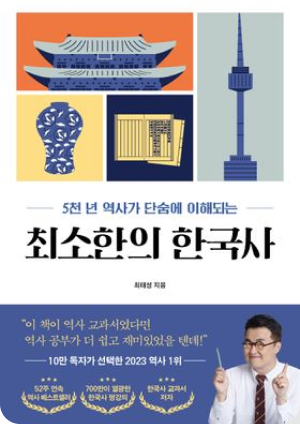 5천 년 역사가 단숨에 이해되는
최소한의 한국사
최태성 지음
“이 책이 역사 교과서였다면
역사 공부가 더 쉽고 재미있었을 텐데!”
10만 독자가 선택한 2023 역사 1위
52주 연속
역사 베스트셀러
700만이 열광한
한국사 명강의
한국사 교과서
저자